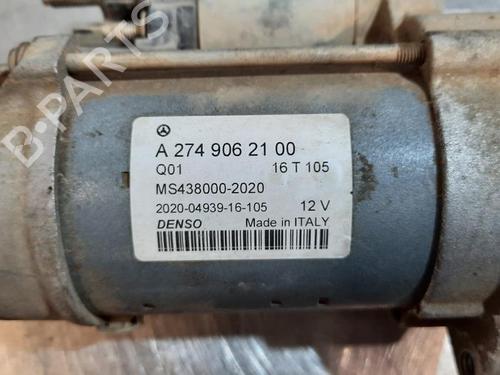 B-PARTS
A 274 906 21 00
Q01 16 T 105
MS438000-2020
2020-04939-16-105 12 V
DENSO Made in ITALY